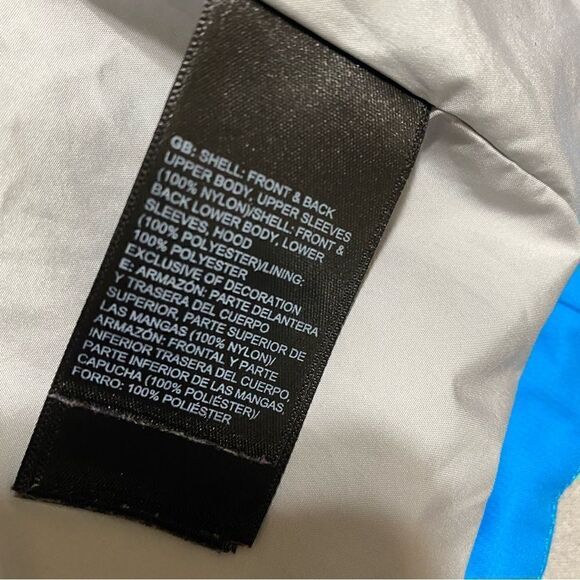 GB: SHELL: FRONT & BACK
UPPER BODY, UPPER SLEEVES
(100% NYLON)/SHELL: FRONT &
BACK LOWER BODY, LOWER
SLEEVES, HOOD
(100% POLYESTER)/LINING:
100% POLYESTER
EXCLUSIVE OF DECORATION
E: ARMAZÓN: PARTE DELANTERA
Y TRASERA DEL CUERPO
SUPERIOR, PARTE SUPERIOR DE
LAS MANGAS (100% NYLON)/
ARMAZÓN: FRONTAL Y PARTE
INFERIOR TRASERA DEL CUERPO,
PARTE INFERIOR DE LAS MANGAS,
CAPUCHA (100% POLIÉSTER)/
FORRO: 100% POLIÉSTER